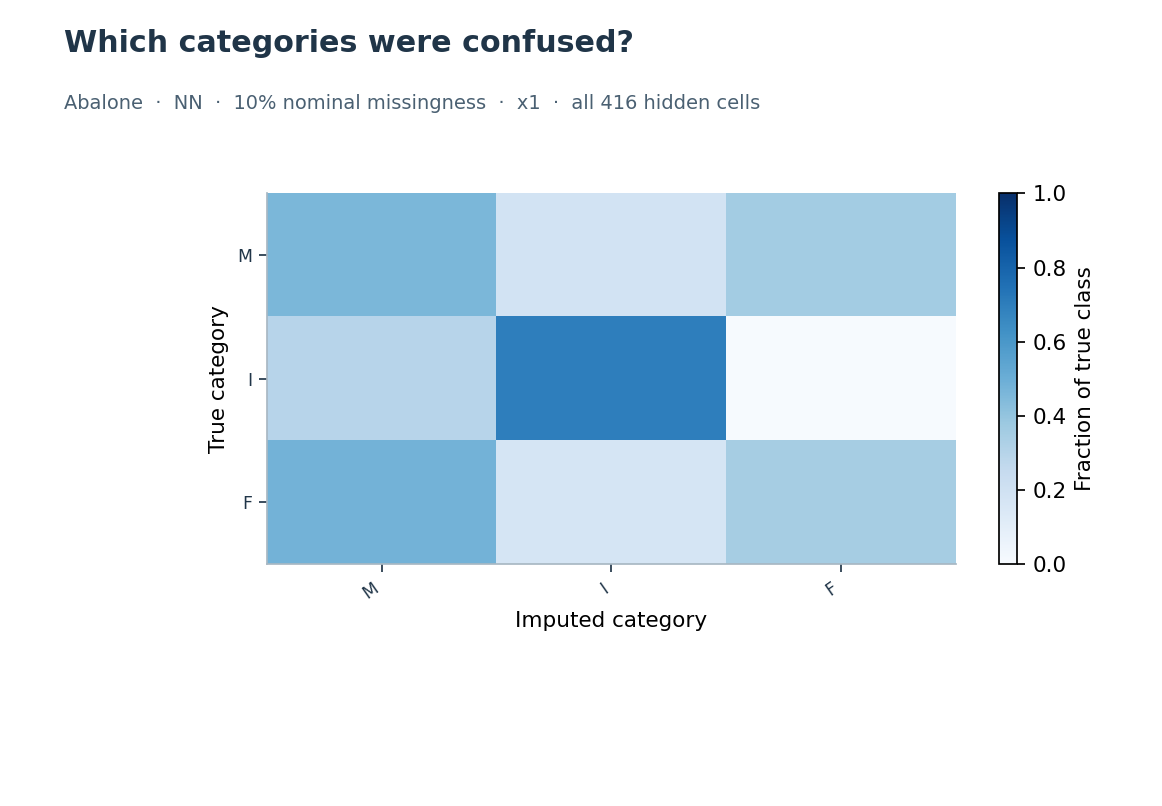 Which categories were confused?
Abalone · NN · 10% nominal missingness · x1 · all 416 hidden cells
1.0
0.8
0.6
0.4
0.2
0.0
Fraction of true class
True category
M
I
F
M
I
F
Imputed category